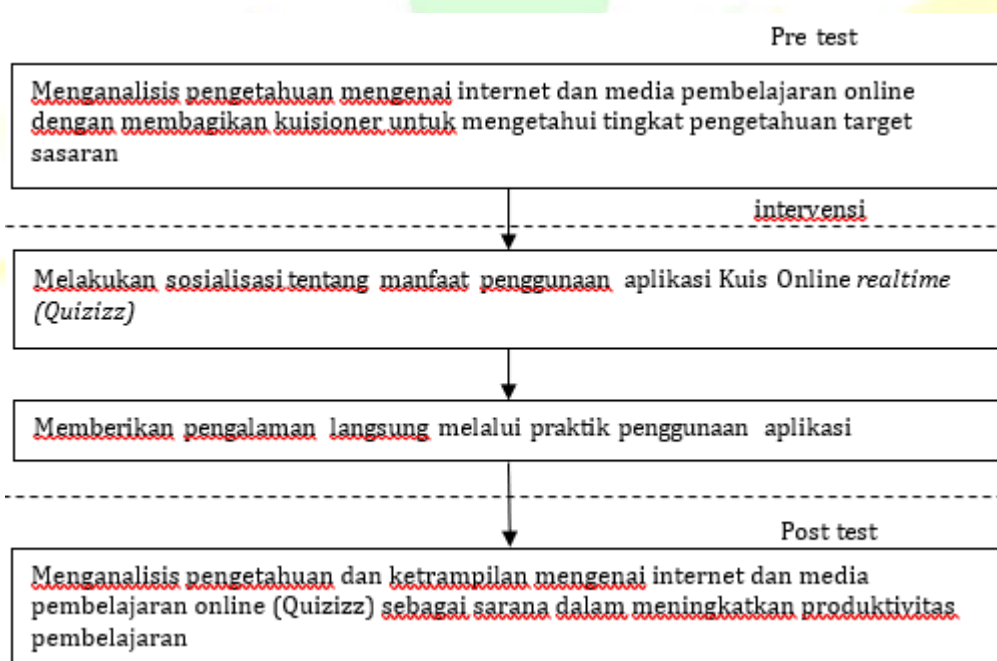 Pre test
Menganalisis pengetahuan mengenai internet dan media pembelajaran online
dengan membagikan kuisioner untuk mengetahui tingkat pengetahuan target
sasaran
intervensi
Melakukan sosialisasi tentang manfaat penggunaan aplikasi Kuis Online realtime
(Quizizz)
Memberikan pengalaman langsung melalui praktik penggunaan aplikasi
Post test
Menganalisis pengetahuan dan ketrampilan mengenai internet dan media
pembelajaran online (Quizizz) sebagai sarana dalam meningkatkan produktivitas
pembelajaran